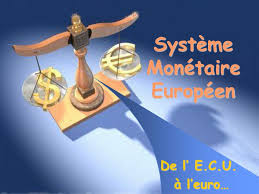 Système
Monétaire
Européen
$
€
De l' E.C.U.
à l'euro...